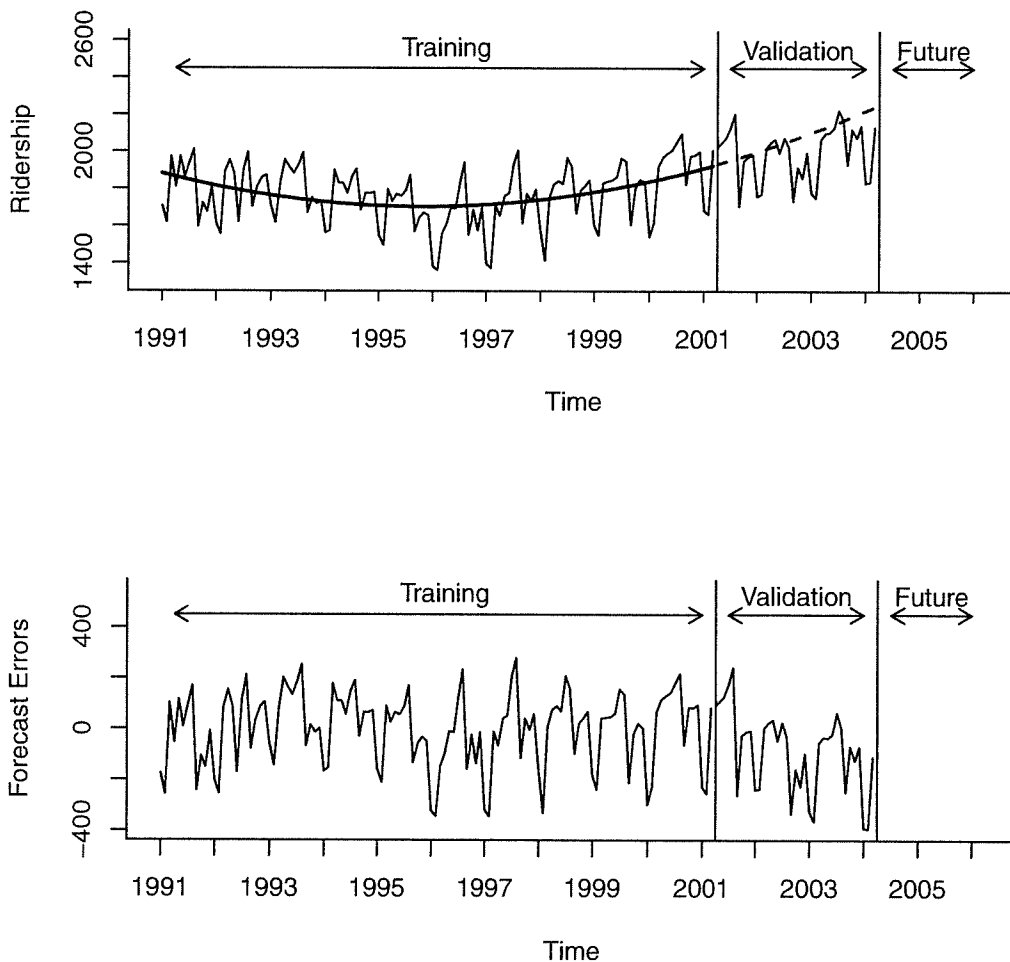 2600
Training
Validation
Future
Ridership
2000
1400
1991 1993 1995 1997 1999 2001 2003 2005
Time
Training
Validation
Future
Forecast Errors
400
0
−400
1991 1993 1995 1997 1999 2001 2003 2005
Time